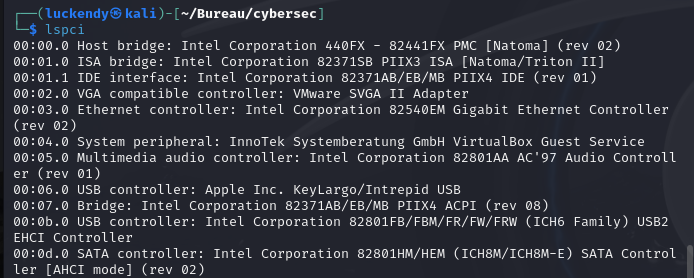 ┌──(luckendy㉿kali)-[~/Bureau/cybersec]
└─$ lspci
00:00.0 Host bridge: Intel Corporation 440FX - 82441FX PMC [Natoma] (rev 02)
00:01.0 ISA bridge: Intel Corporation 82371SB PIIX3 ISA [Natoma/Triton II]
00:01.1 IDE interface: Intel Corporation 82371AB/EB/MB PIIX4 IDE (rev 01)
00:02.0 VGA compatible controller: VMware SVGA II Adapter
00:03.0 Ethernet controller: Intel Corporation 82540EM Gigabit Ethernet Controller
(rev 02)
00:04.0 System peripheral: InnoTek Systemberatung GmbH VirtualBox Guest Service
00:05.0 Multimedia audio controller: Intel Corporation 82801AA AC'97 Audio Controll
er (rev 01)
00:06.0 USB controller: Apple Inc. KeyLargo/Intrepid USB
00:07.0 Bridge: Intel Corporation 82371AB/EB/MB PIIX4 ACPI (rev 08)
00:0b.0 USB controller: Intel Corporation 82801FB/FBM/FR/FW/FRW (ICH6 Family) USB2
EHCI Controller
00:0d.0 SATA controller: Intel Corporation 82801HM/HEM (ICH8M/ICH8M-E) SATA Control
ler [AHCI mode] (rev 02)